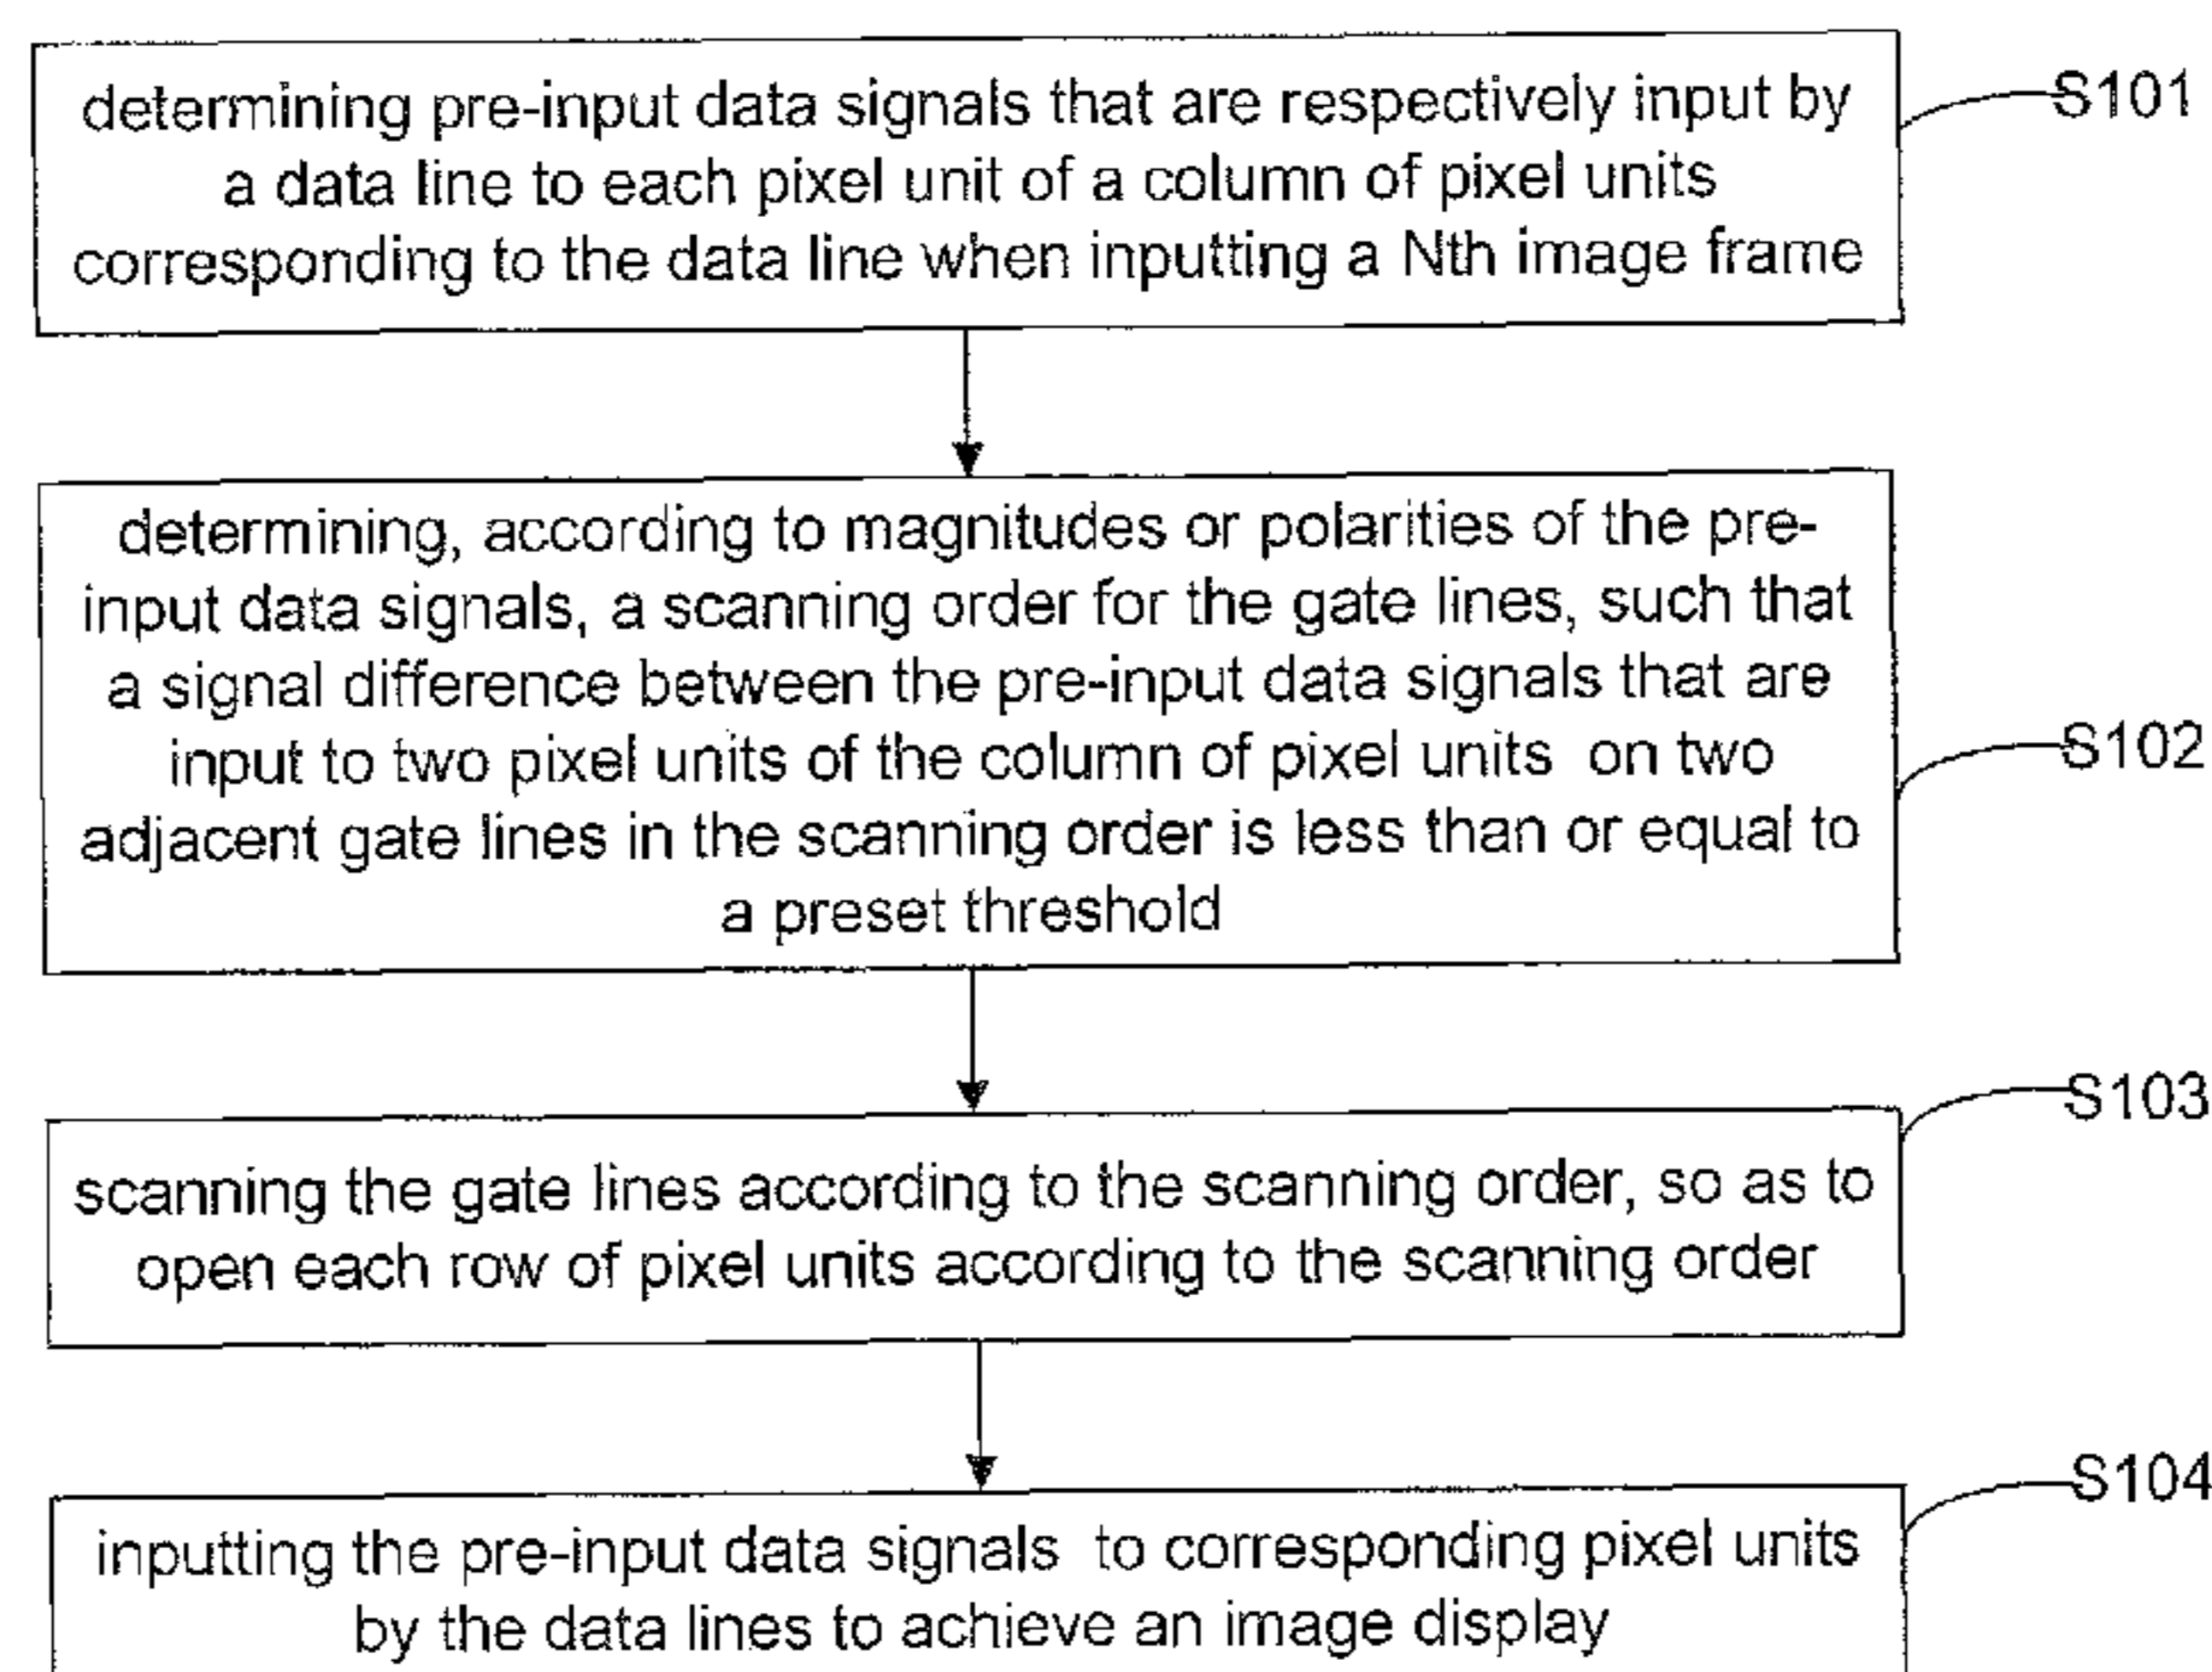 determining pre-input data signals that are respectively input by
a data line to each pixel unit of a column of pixel units
corresponding to the data line when inputting a Nth image frame
S101
determining, according to magnitudes or polarities of the pre-
input data signals, a scanning order for the gate lines, such that
a signal difference between the pre-input data signals that are
input to two pixel units of the column of pixel units on two
adjacent gate lines in the scanning order is less than or equal to
a preset threshold
S102
scanning the gate lines according to the scanning order, so as to
open each row of pixel units according to the scanning order
S103
inputting the pre-input data signals to corresponding pixel units
by the data lines to achieve an image display
S104